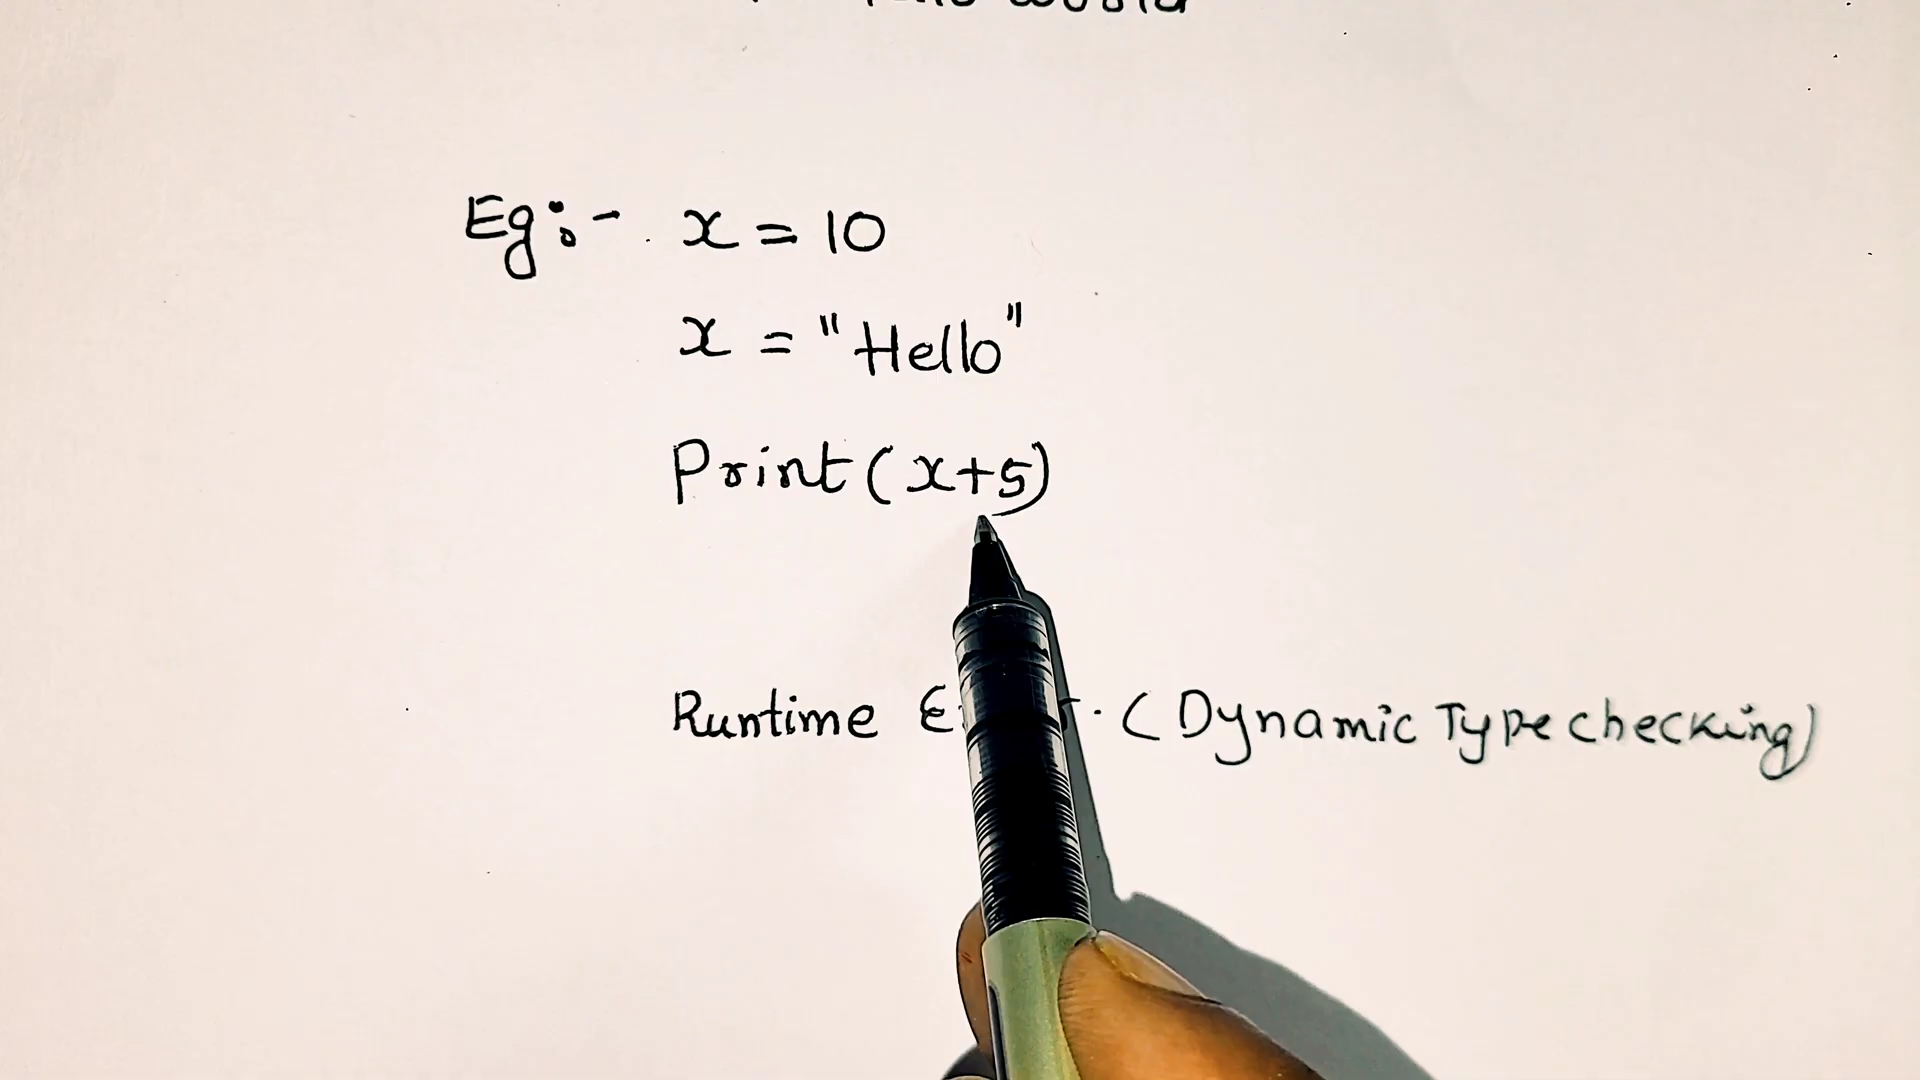 Eg:- x = 10
x = "Hello"
Print(x+5)
Runtime (Dynamic Type checking)